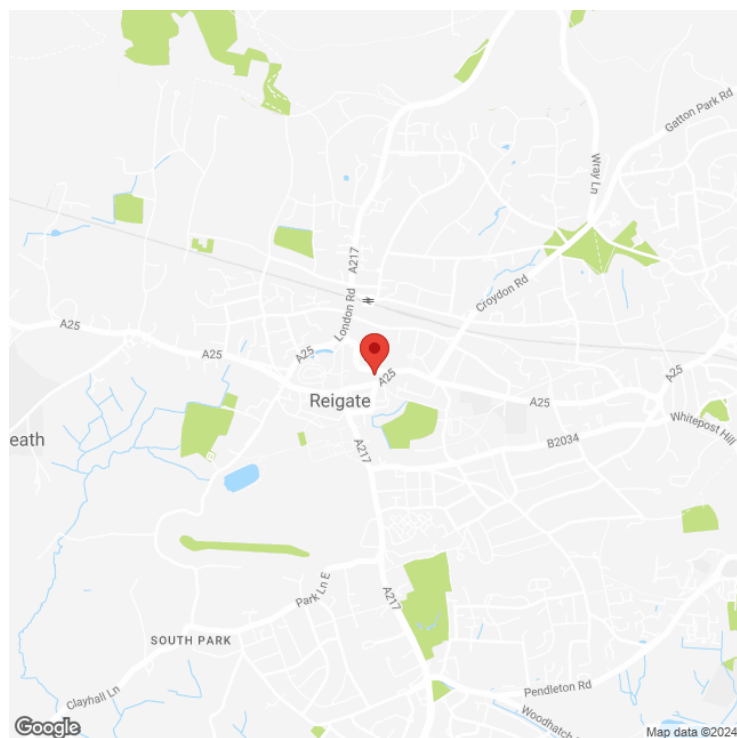 Gatton Park Rd
Wray Ln
A217
Croydon Rd
London Rd
A25
A25
A25
A25
A25
A25
Reigate
Whitepost Hill
eath
B2034
A217
Park Ln E
A217
SOUTH PARK
Clayhall Ln
Pendleton Rd
Woodhatch
Google
Map data ©2024